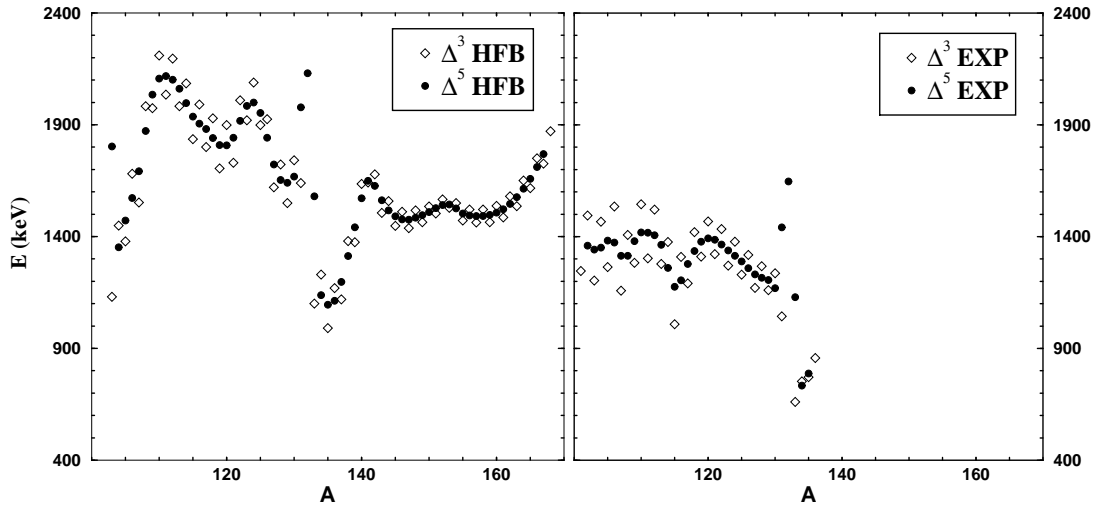 2400
1900
1400
900
400
E (keV)
◇ Δ³ HFB
● Δ⁵ HFB
120 140 160
A
◇ Δ³ EXP
● Δ⁵ EXP
120 140 160
A
2400
1900
1400
900
400